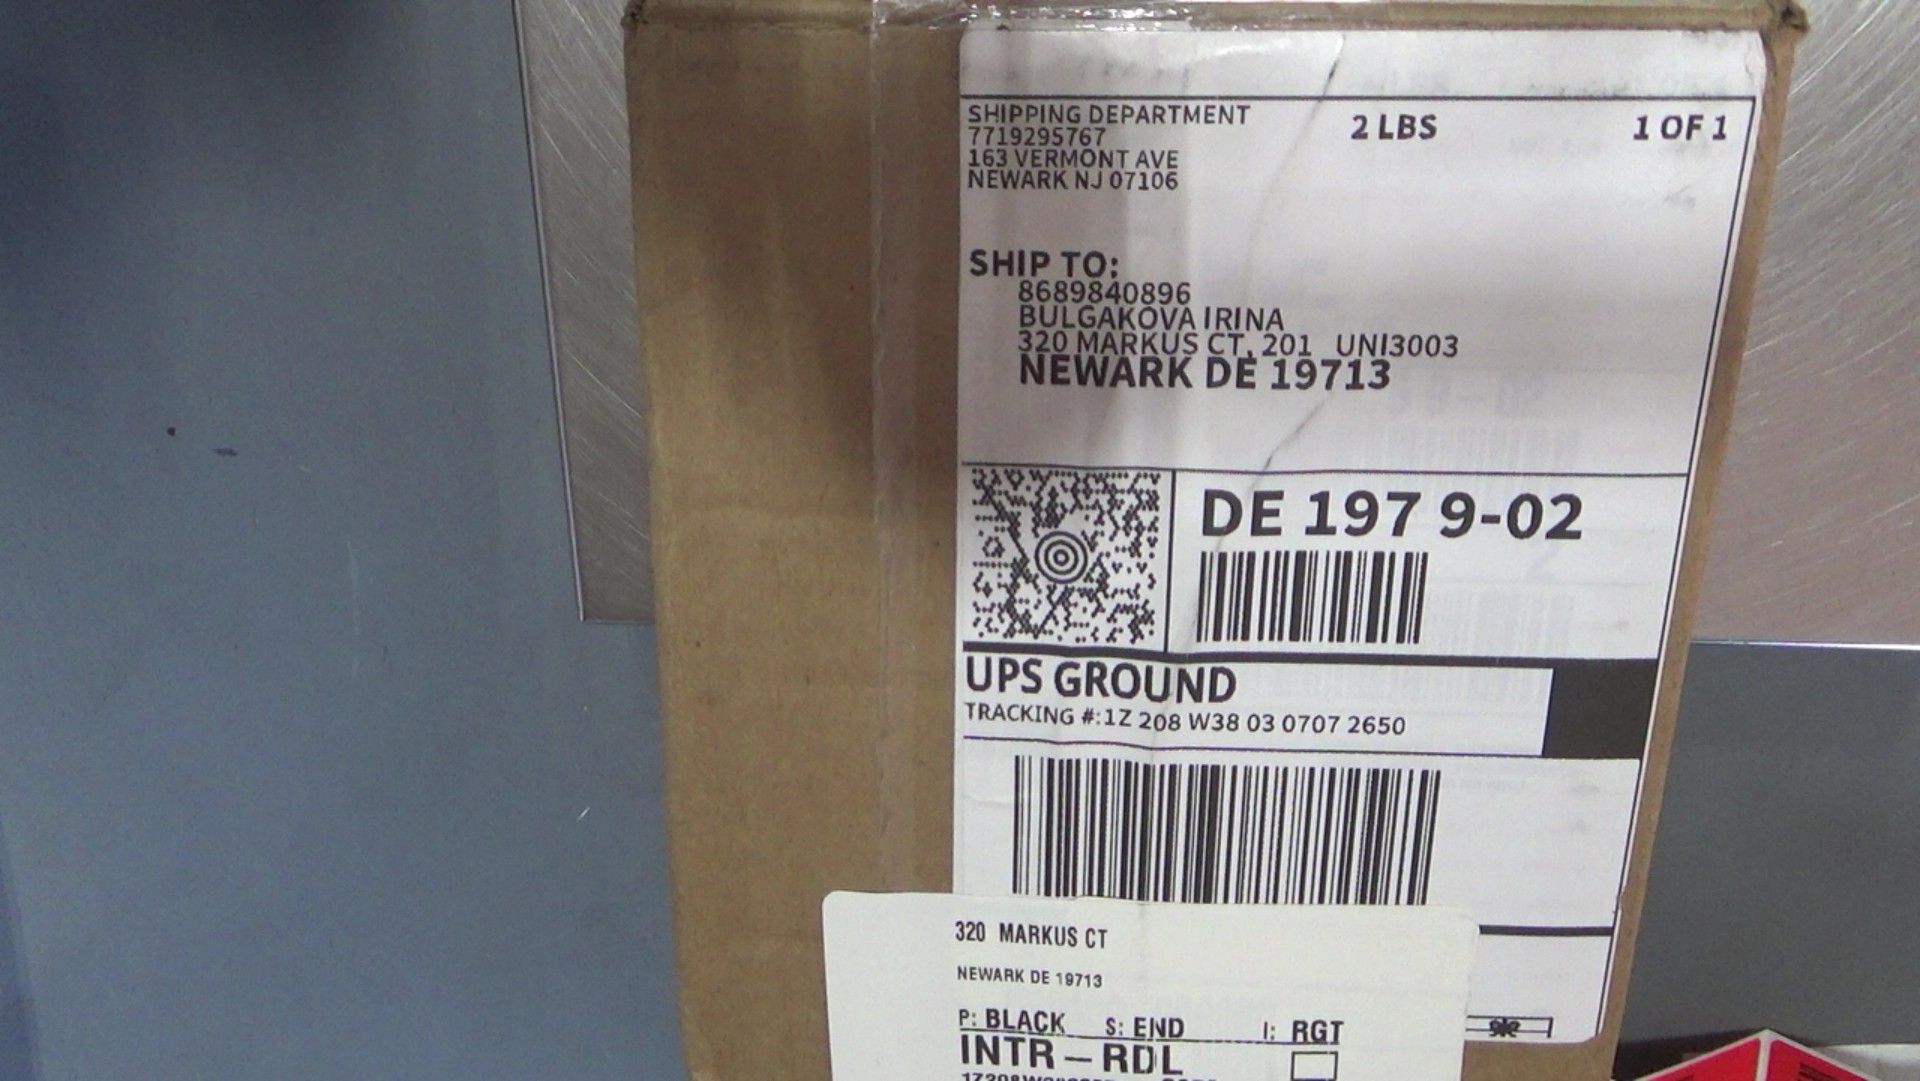 SHIPPING DEPARTMENT
7719295767
163 VERMONT AVE
NEWARK NJ 07106
2 LBS
1 OF 1
SHIP TO:
8689840896
BULGAKOVA IRINA
320 MARKUS CT, 201 UNI3003
NEWARK DE 19713
DE 197 9-02
UPS GROUND
TRACKING #:1Z 208 W38 03 0707 2650
320 MARKUS CT
NEWARK DE 19713
P: BLACK S: END I: RGT
INTR – RDL